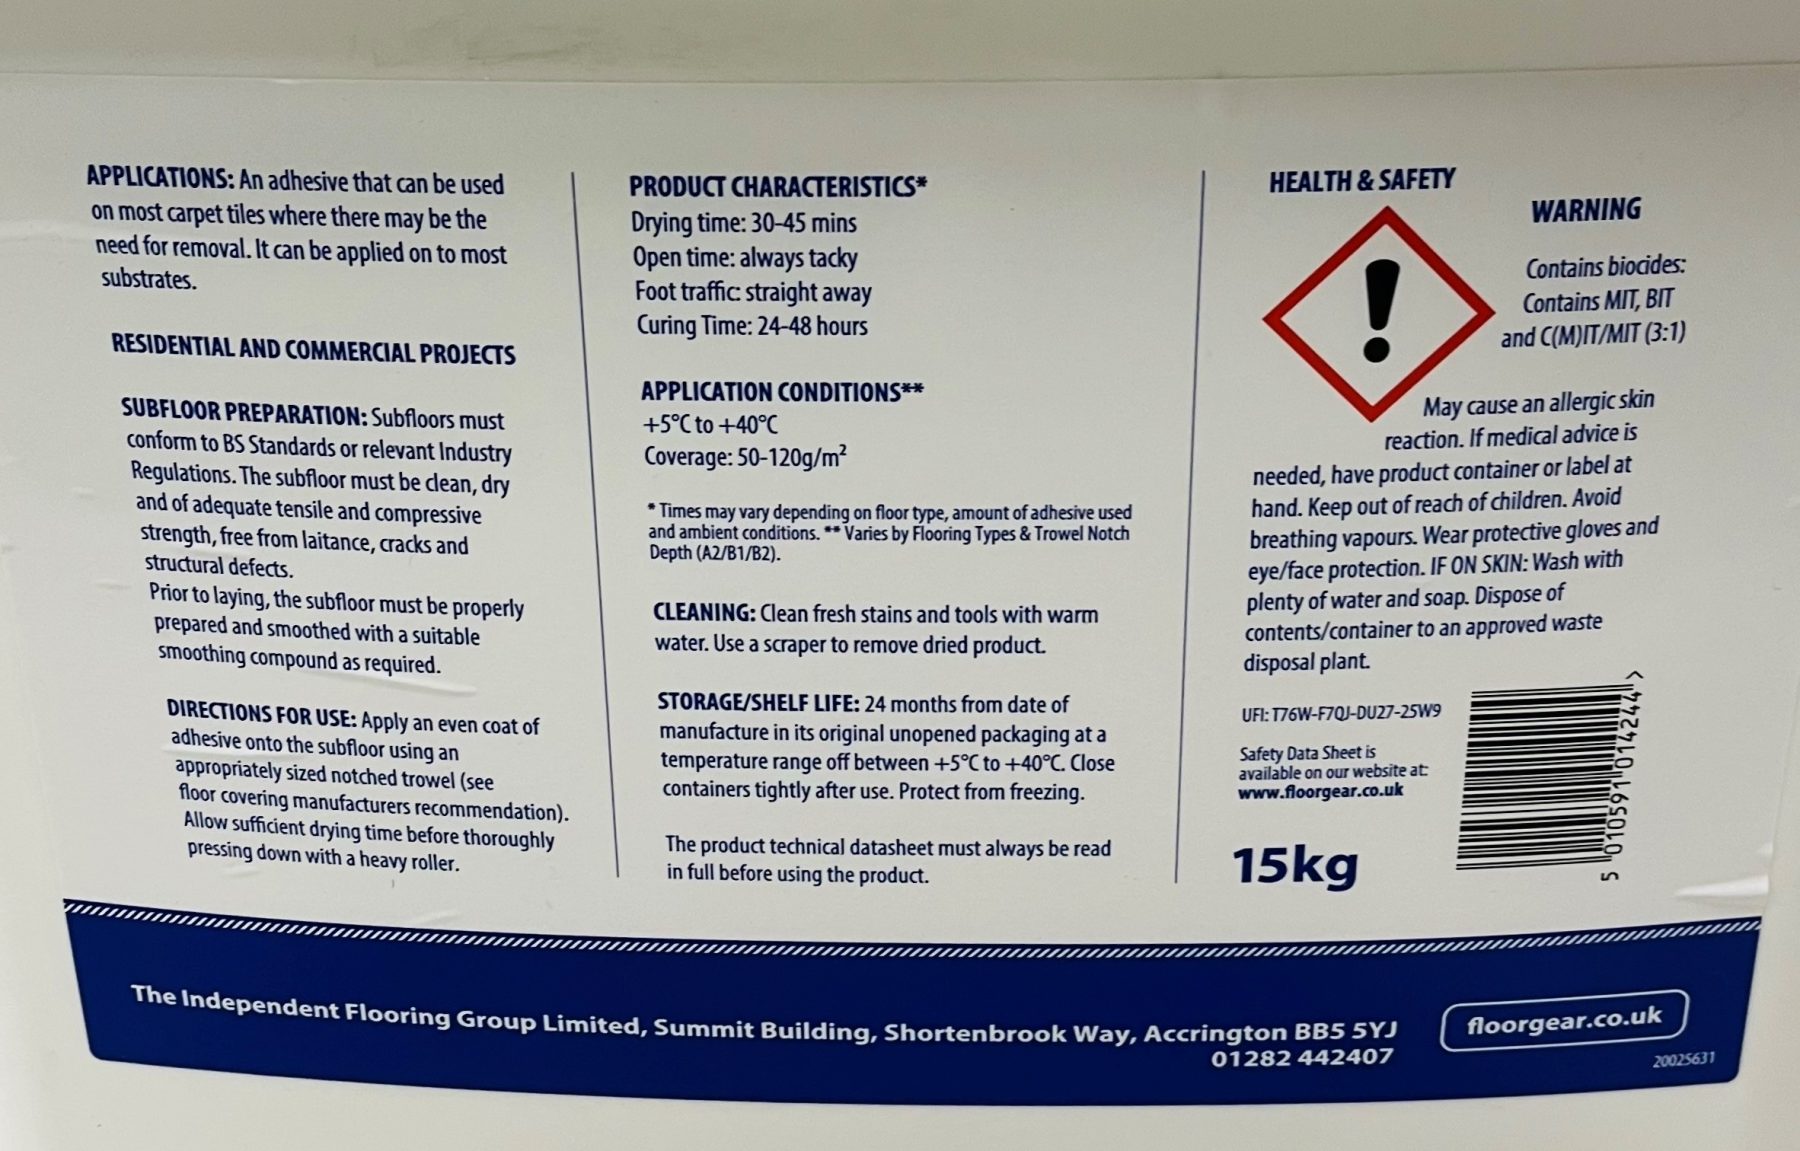 APPLICATIONS: An adhesive that can be used
on most carpet tiles where there may be the
need for removal. It can be applied on to most
substrates.
RESIDENTIAL AND COMMERCIAL PROJECTS
SUBFLOOR PREPARATION: Subfloors must
conform to BS Standards or relevant Industry
Regulations. The subfloor must be clean, dry
and of adequate tensile and compressive
strength, free from laitance, cracks and
structural defects.
Prior to laying, the subfloor must be properly
prepared and smoothed with a suitable
smoothing compound as required.
DIRECTIONS FOR USE: Apply an even coat of
adhesive onto the subfloor using an
appropriately sized notched trowel (see
floor covering manufacturers recommendation).
Allow sufficient drying time before thoroughly
pressing down with a heavy roller.
PRODUCT CHARACTERISTICS*
Drying time: 30-45 mins
Open time: always tacky
Foot traffic: straight away
Curing Time: 24-48 hours
APPLICATION CONDITIONS**
+5°C to +40°C
Coverage: 50-120g/m²
* Times may vary depending on floor type, amount of adhesive used
and ambient conditions. ** Varies by Flooring Types & Trowel Notch
Depth (A2/B1/B2).
CLEANING: Clean fresh stains and tools with warm
water. Use a scraper to remove dried product.
STORAGE/SHELF LIFE: 24 months from date of
manufacture in its original unopened packaging at a
temperature range off between +5°C to +40°C. Close
containers tightly after use. Protect from freezing.
The product technical datasheet must always be read
in full before using the product.
HEALTH & SAFETY
WARNING
Contains biocides:
Contains MIT, BIT
and C(M)IT/MIT (3:1)
May cause an allergic skin
reaction. If medical advice is
needed, have product container or label at
hand. Keep out of reach of children. Avoid
breathing vapours. Wear protective gloves and
eye/face protection. IF ON SKIN: Wash with
plenty of water and soap. Dispose of
contents/container to an approved waste
disposal plant.
UFI: T76W-F7QJ-DU27-25W9
Safety Data Sheet is
available on our website at:
www.floorgear.co.uk
15kg
5 010591 014244 >
The Independent Flooring Group Limited, Summit Building, Shortenbrook Way, Accrington BB5 5YJ
01282 442407
floorgear.co.uk
20025631